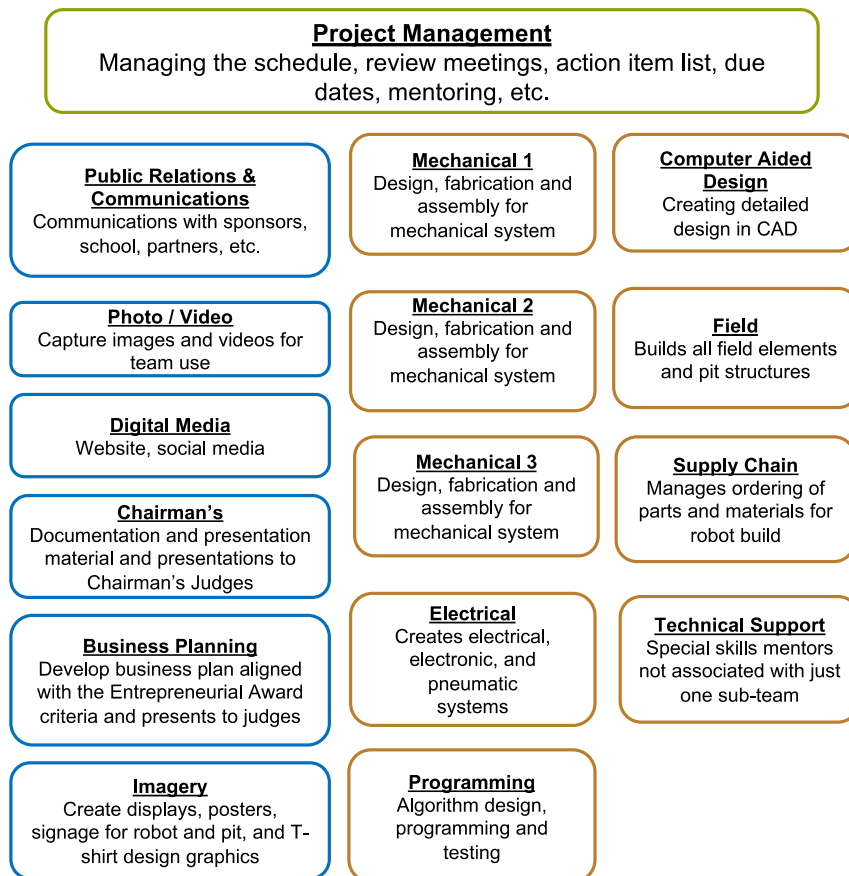 Project Management
Managing the schedule, review meetings, action item list, due
dates, mentoring, etc.
Public Relations &
Communications
Communications with sponsors,
school, partners, etc.
Photo / Video
Capture images and videos for
team use
Digital Media
Website, social media
Chairman's
Documentation and presentation
material and presentations to
Chairman's Judges
Business Planning
Develop business plan aligned
with the Entrepreneurial Award
criteria and presents to judges
Imagery
Create displays, posters,
signage for robot and pit, and T-
shirt design graphics
Mechanical 1
Design, fabrication and
assembly for
mechanical system
Mechanical 2
Design, fabrication and
assembly for
mechanical system
Mechanical 3
Design, fabrication and
assembly for
mechanical system
Electrical
Creates electrical,
electronic, and
pneumatic
systems
Programming
Algorithm design,
programming and
testing
Computer Aided
Design
Creating detailed
design in CAD
Field
Builds all field elements
and pit structures
Supply Chain
Manages ordering of
parts and materials for
robot build
Technical Support
Special skills mentors
not associated with just
one sub-team